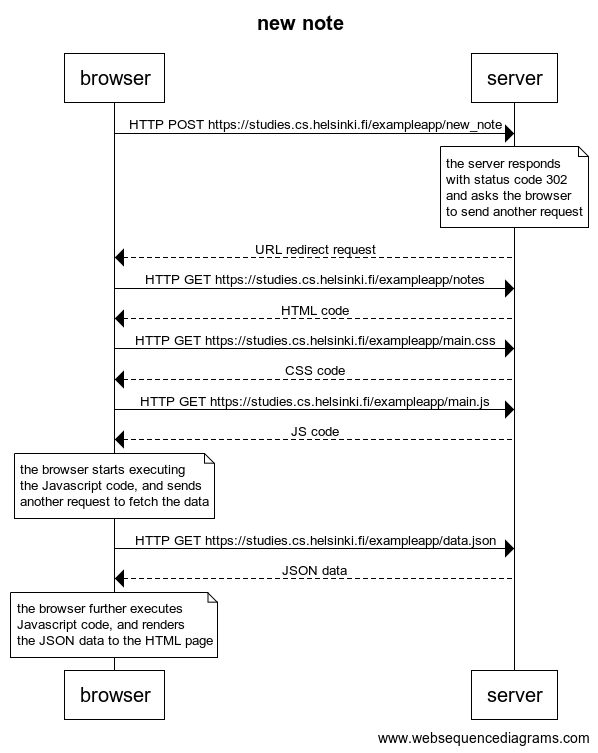 new note
browser
server
HTTP POST https://studies.cs.helsinki.fi/exampleapp/new_note
the server responds
with status code 302
and asks the browser
to send another request
URL redirect request
HTTP GET https://studies.cs.helsinki.fi/exampleapp/notes
HTML code
HTTP GET https://studies.cs.helsinki.fi/exampleapp/main.css
CSS code
HTTP GET https://studies.cs.helsinki.fi/exampleapp/main.js
JS code
the browser starts executing
the Javascript code, and sends
another request to fetch the data
HTTP GET https://studies.cs.helsinki.fi/exampleapp/data.json
JSON data
the browser further executes
Javascript code, and renders
the JSON data to the HTML page
browser
server
www.websequencediagrams.com